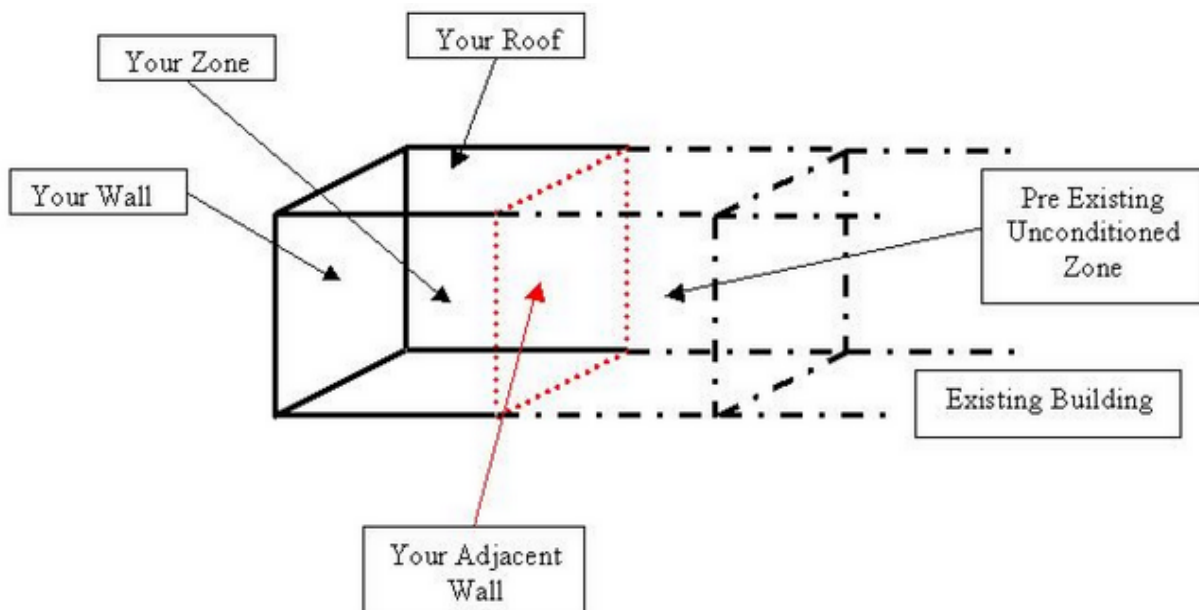 Your Roof
Your Zone
Your Wall
Pre Existing
Unconditioned
Zone
Existing Building
Your Adjacent
Wall